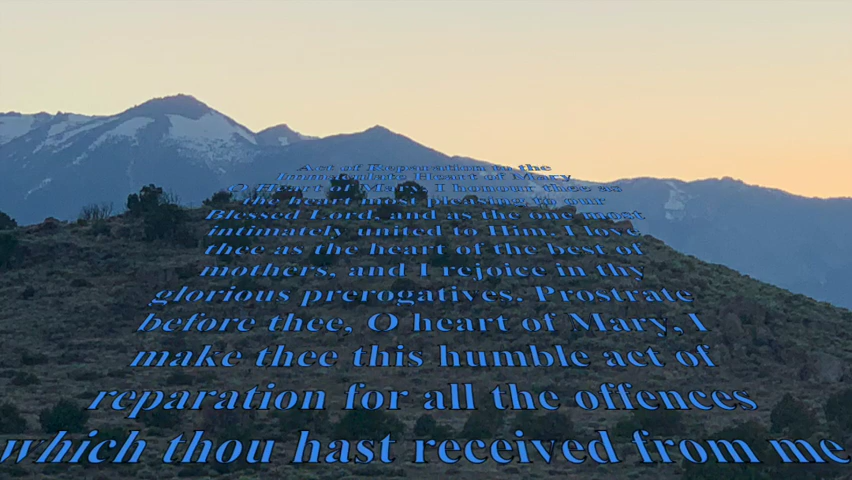 Act of Reparation to the
Immaculate Heart of Mary
O Heart of Mary, I honour thee as
the heart most pleasing to our
Blessed Lord, and as the one most
intimately united to Him. I love
thee as the heart of the best of
mothers, and I rejoice in thy
glorious prerogatives. Prostrate
before thee, O heart of Mary, I
make thee this humble act of
reparation for all the offences
which thou hast received from me